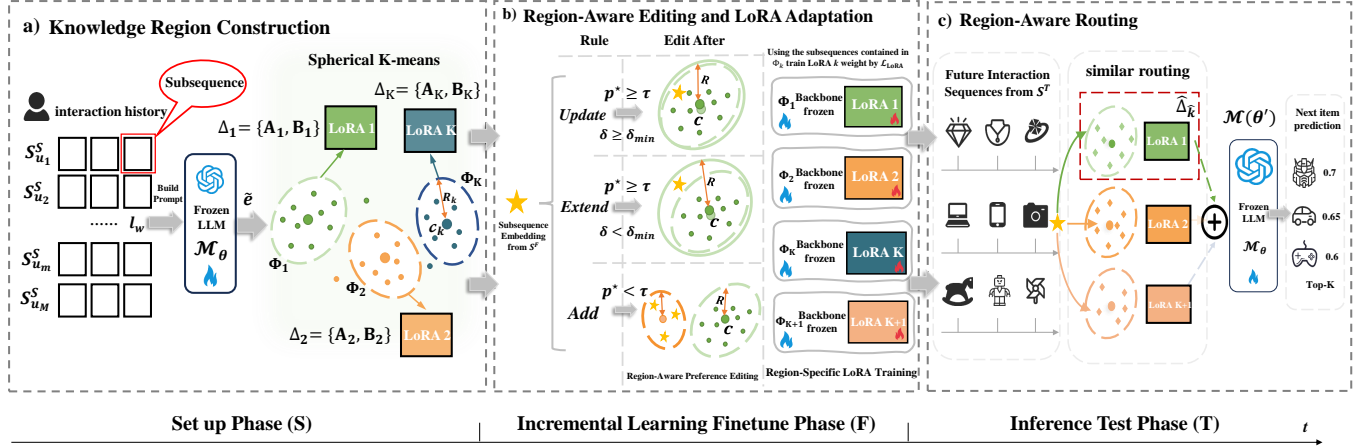 a) Knowledge Region Construction
Subsequence
interaction history
S^S_{u_1}
S^S_{u_2}
......
S^S_{u_m}
S^S_{u_M}
Build
Prompt
l_w
Frozen
LLM
M_θ
ẽ
Spherical K-means
Δ_K = {A_K, B_K}
Δ_1 = {A_1, B_1}
LoRA 1
LoRA K
Φ_K
R_k
c_k
Φ_1
Φ_2
Δ_2 = {A_2, B_2}
LoRA 2
b) Region-Aware Editing and LoRA Adaptation
Rule
Edit After
Using the subsequences contained in
Φ_k train LoRA k weight by L_LoRA
p* ≥ τ
Update
δ ≥ δ_min
R
C
p* ≥ τ
Extend
δ < δ_min
R
C
p* < τ
Add
R
C
Subsequence
Embedding
from S^F
Region-Aware Preference Editing
Φ_1
Backbone
frozen
LoRA 1
Φ_2
Backbone
frozen
LoRA 2
Φ_K
Backbone
frozen
LoRA K
Φ_{K+1}
Backbone
frozen
LoRA K+1
Region-Specific LoRA Training
c) Region-Aware Routing
Future Interaction
Sequences from S^T
similar routing
Δ̂_k̂
LoRA 1
LoRA 2
LoRA K+1
M(θ′)
Frozen
LLM
M_θ
Next item
prediction
0.7
0.65
0.6
Top-K
Set up Phase (S)
Incremental Learning Finetune Phase (F)
Inference Test Phase (T)
t